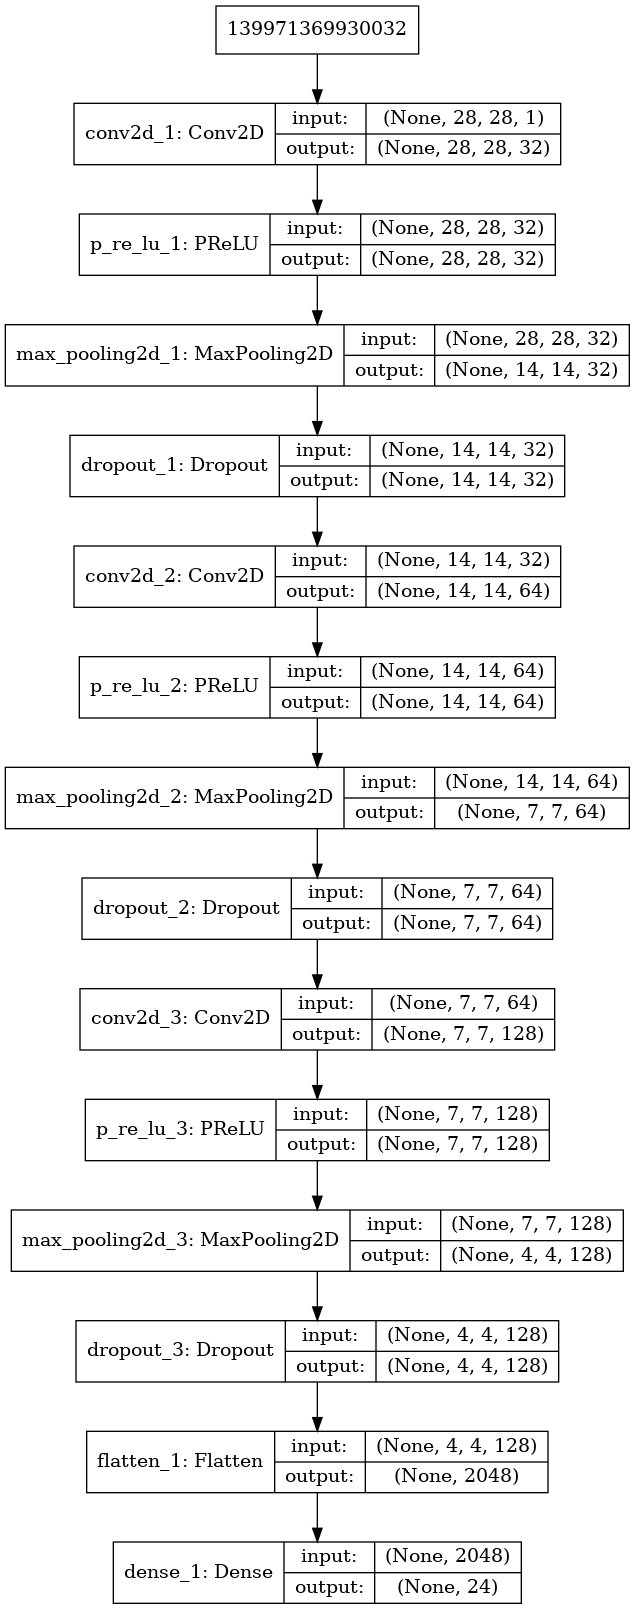 139971369930032
conv2d_1: Conv2D
input: (None, 28, 28, 1)
output: (None, 28, 28, 32)
p_re_lu_1: PReLU
input: (None, 28, 28, 32)
output: (None, 28, 28, 32)
max_pooling2d_1: MaxPooling2D
input: (None, 28, 28, 32)
output: (None, 14, 14, 32)
dropout_1: Dropout
input: (None, 14, 14, 32)
output: (None, 14, 14, 32)
conv2d_2: Conv2D
input: (None, 14, 14, 32)
output: (None, 14, 14, 64)
p_re_lu_2: PReLU
input: (None, 14, 14, 64)
output: (None, 14, 14, 64)
max_pooling2d_2: MaxPooling2D
input: (None, 14, 14, 64)
output: (None, 7, 7, 64)
dropout_2: Dropout
input: (None, 7, 7, 64)
output: (None, 7, 7, 64)
conv2d_3: Conv2D
input: (None, 7, 7, 64)
output: (None, 7, 7, 128)
p_re_lu_3: PReLU
input: (None, 7, 7, 128)
output: (None, 7, 7, 128)
max_pooling2d_3: MaxPooling2D
input: (None, 7, 7, 128)
output: (None, 4, 4, 128)
dropout_3: Dropout
input: (None, 4, 4, 128)
output: (None, 4, 4, 128)
flatten_1: Flatten
input: (None, 4, 4, 128)
output: (None, 2048)
dense_1: Dense
input: (None, 2048)
output: (None, 24)